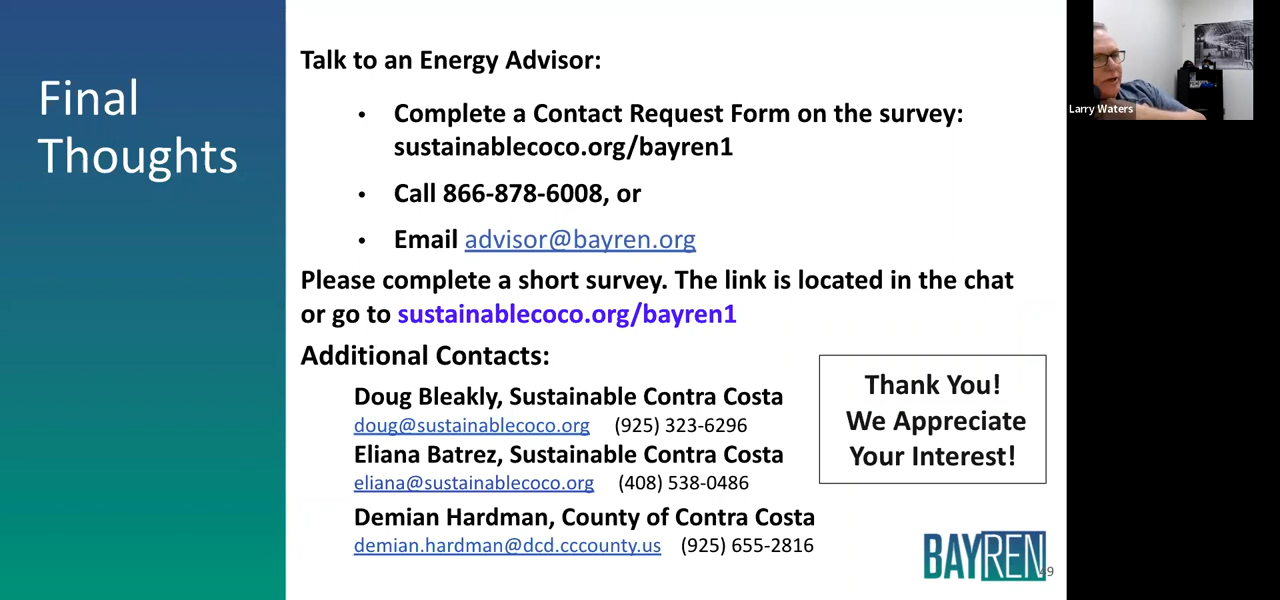 Final
Thoughts
Talk to an Energy Advisor:
• Complete a Contact Request Form on the survey:
sustainablecoco.org/bayren1
• Call 866-878-6008, or
• Email advisor@bayren.org
Please complete a short survey. The link is located in the chat
or go to sustainablecoco.org/bayren1
Additional Contacts:
Doug Bleakly, Sustainable Contra Costa
doug@sustainablecoco.org (925) 323-6296
Eliana Batrez, Sustainable Contra Costa
eliana@sustainablecoco.org (408) 538-0486
Demian Hardman, County of Contra Costa
demian.hardman@dcd.cccounty.us (925) 655-2816
Thank You!
We Appreciate
Your Interest!
BAYREN
49
Larry Waters